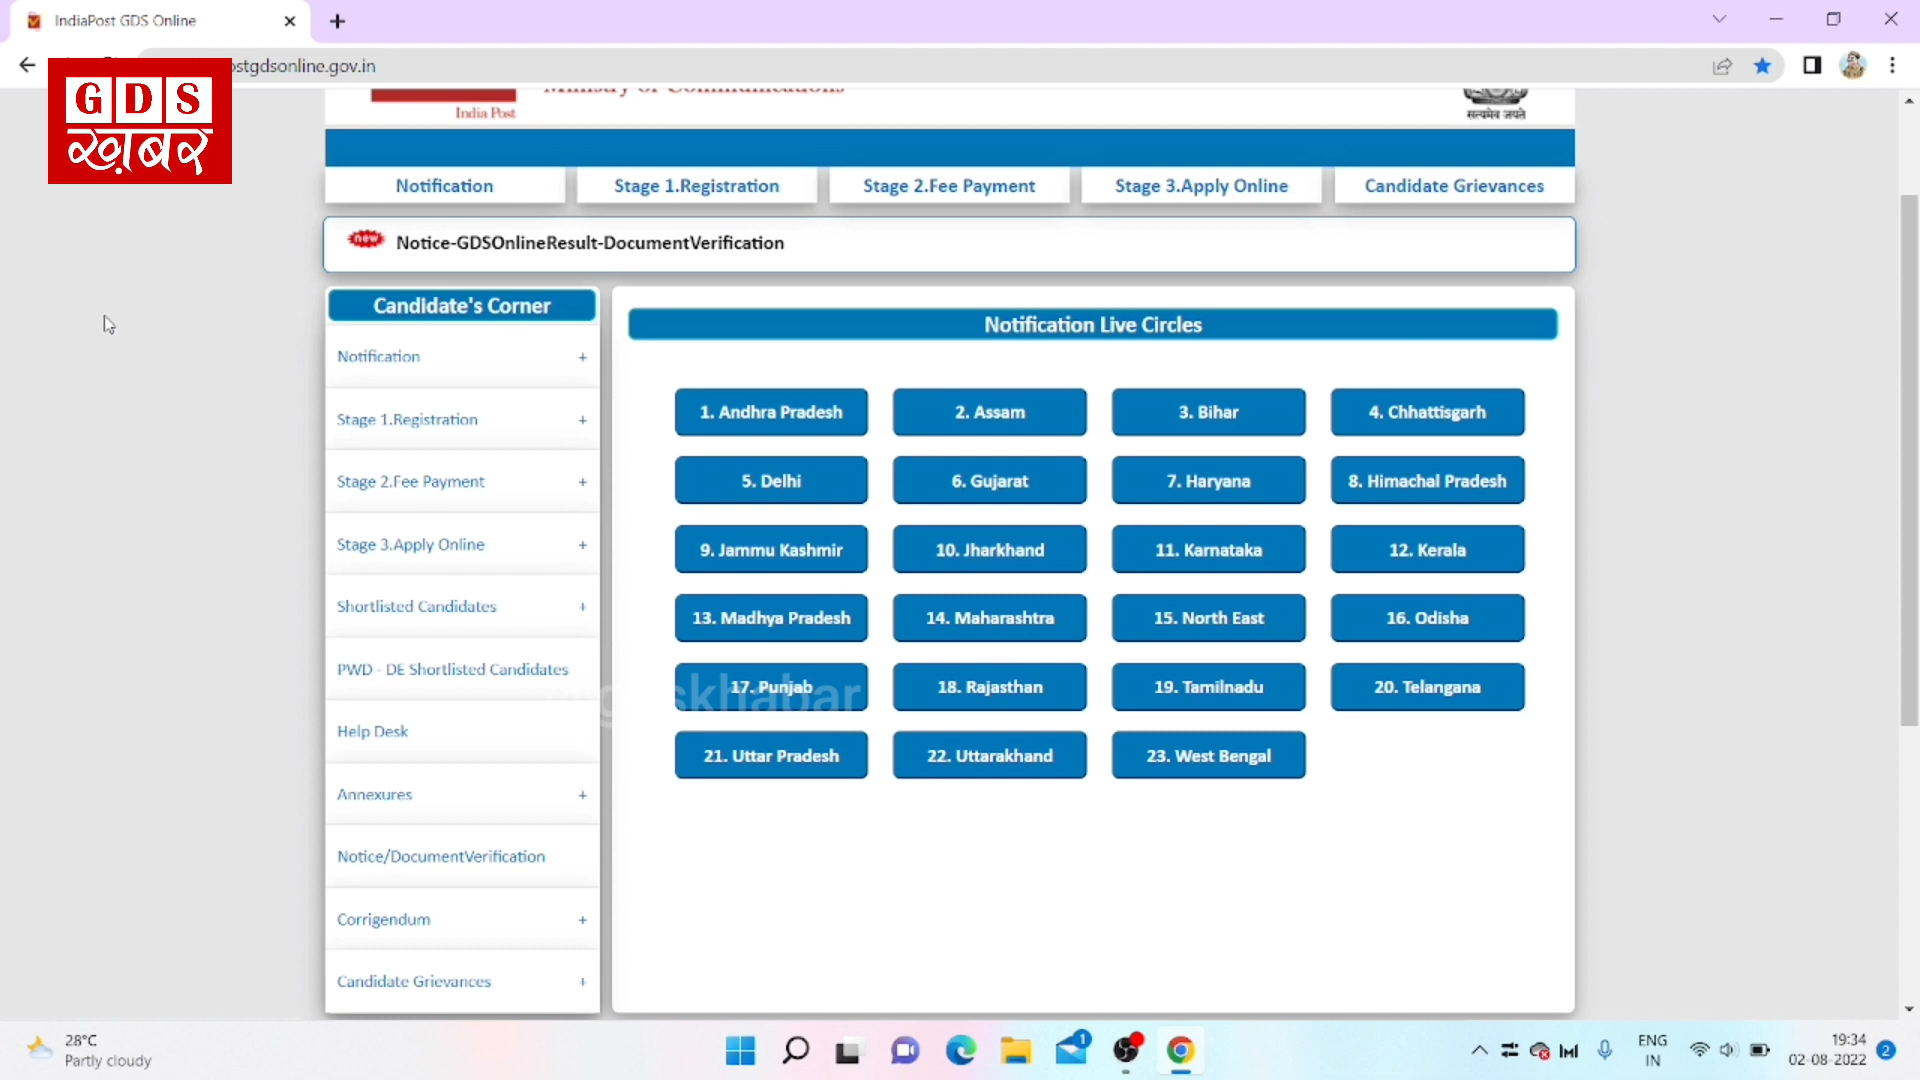 IndiaPost GDS Online
ostgdsonline.gov.in
GDS
ख़बर
India Post
Ministry of Communications
सत्यमेव जयते
Notification
Stage 1.Registration
Stage 2.Fee Payment
Stage 3.Apply Online
Candidate Grievances
new
Notice-GDSOnlineResult-DocumentVerification
Candidate's Corner
Notification +
Stage 1.Registration +
Stage 2.Fee Payment +
Stage 3.Apply Online +
Shortlisted Candidates +
PWD - DE Shortlisted Candidates
Help Desk
Annexures +
Notice/DocumentVerification
Corrigendum +
Candidate Grievances +
Notification Live Circles
1. Andhra Pradesh
2. Assam
3. Bihar
4. Chhattisgarh
5. Delhi
6. Gujarat
7. Haryana
8. Himachal Pradesh
9. Jammu Kashmir
10. Jharkhand
11. Karnataka
12. Kerala
13. Madhya Pradesh
14. Maharashtra
15. North East
16. Odisha
17. Punjab
18. Rajasthan
19. Tamilnadu
20. Telangana
21. Uttar Pradesh
22. Uttarakhand
23. West Bengal
28°C
Partly cloudy
1
ENG
IN
19:34
02-08-2022
2